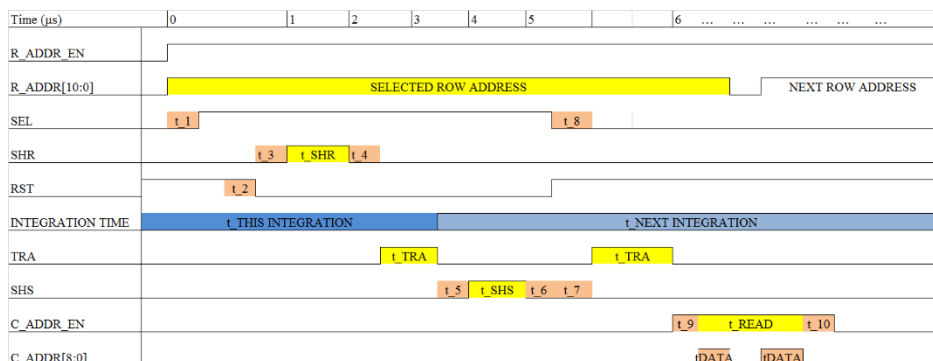 Time (µs) 0 1 2 3 4 5 6 ... ... ... ... ...
R_ADDR_EN
R_ADDR[10:0] SELECTED ROW ADDRESS NEXT ROW ADDRESS
SEL t_1 t_8
SHR t_3 t_SHR t_4
RST t_2
INTEGRATION TIME t_THIS INTEGRATION t_NEXT INTEGRATION
TRA t_TRA t_TRA
SHS t_5 t_SHS t_6 t_7
C_ADDR_EN t_9 t_READ t_10
C_ADDR[8:0] tDATA tDATA